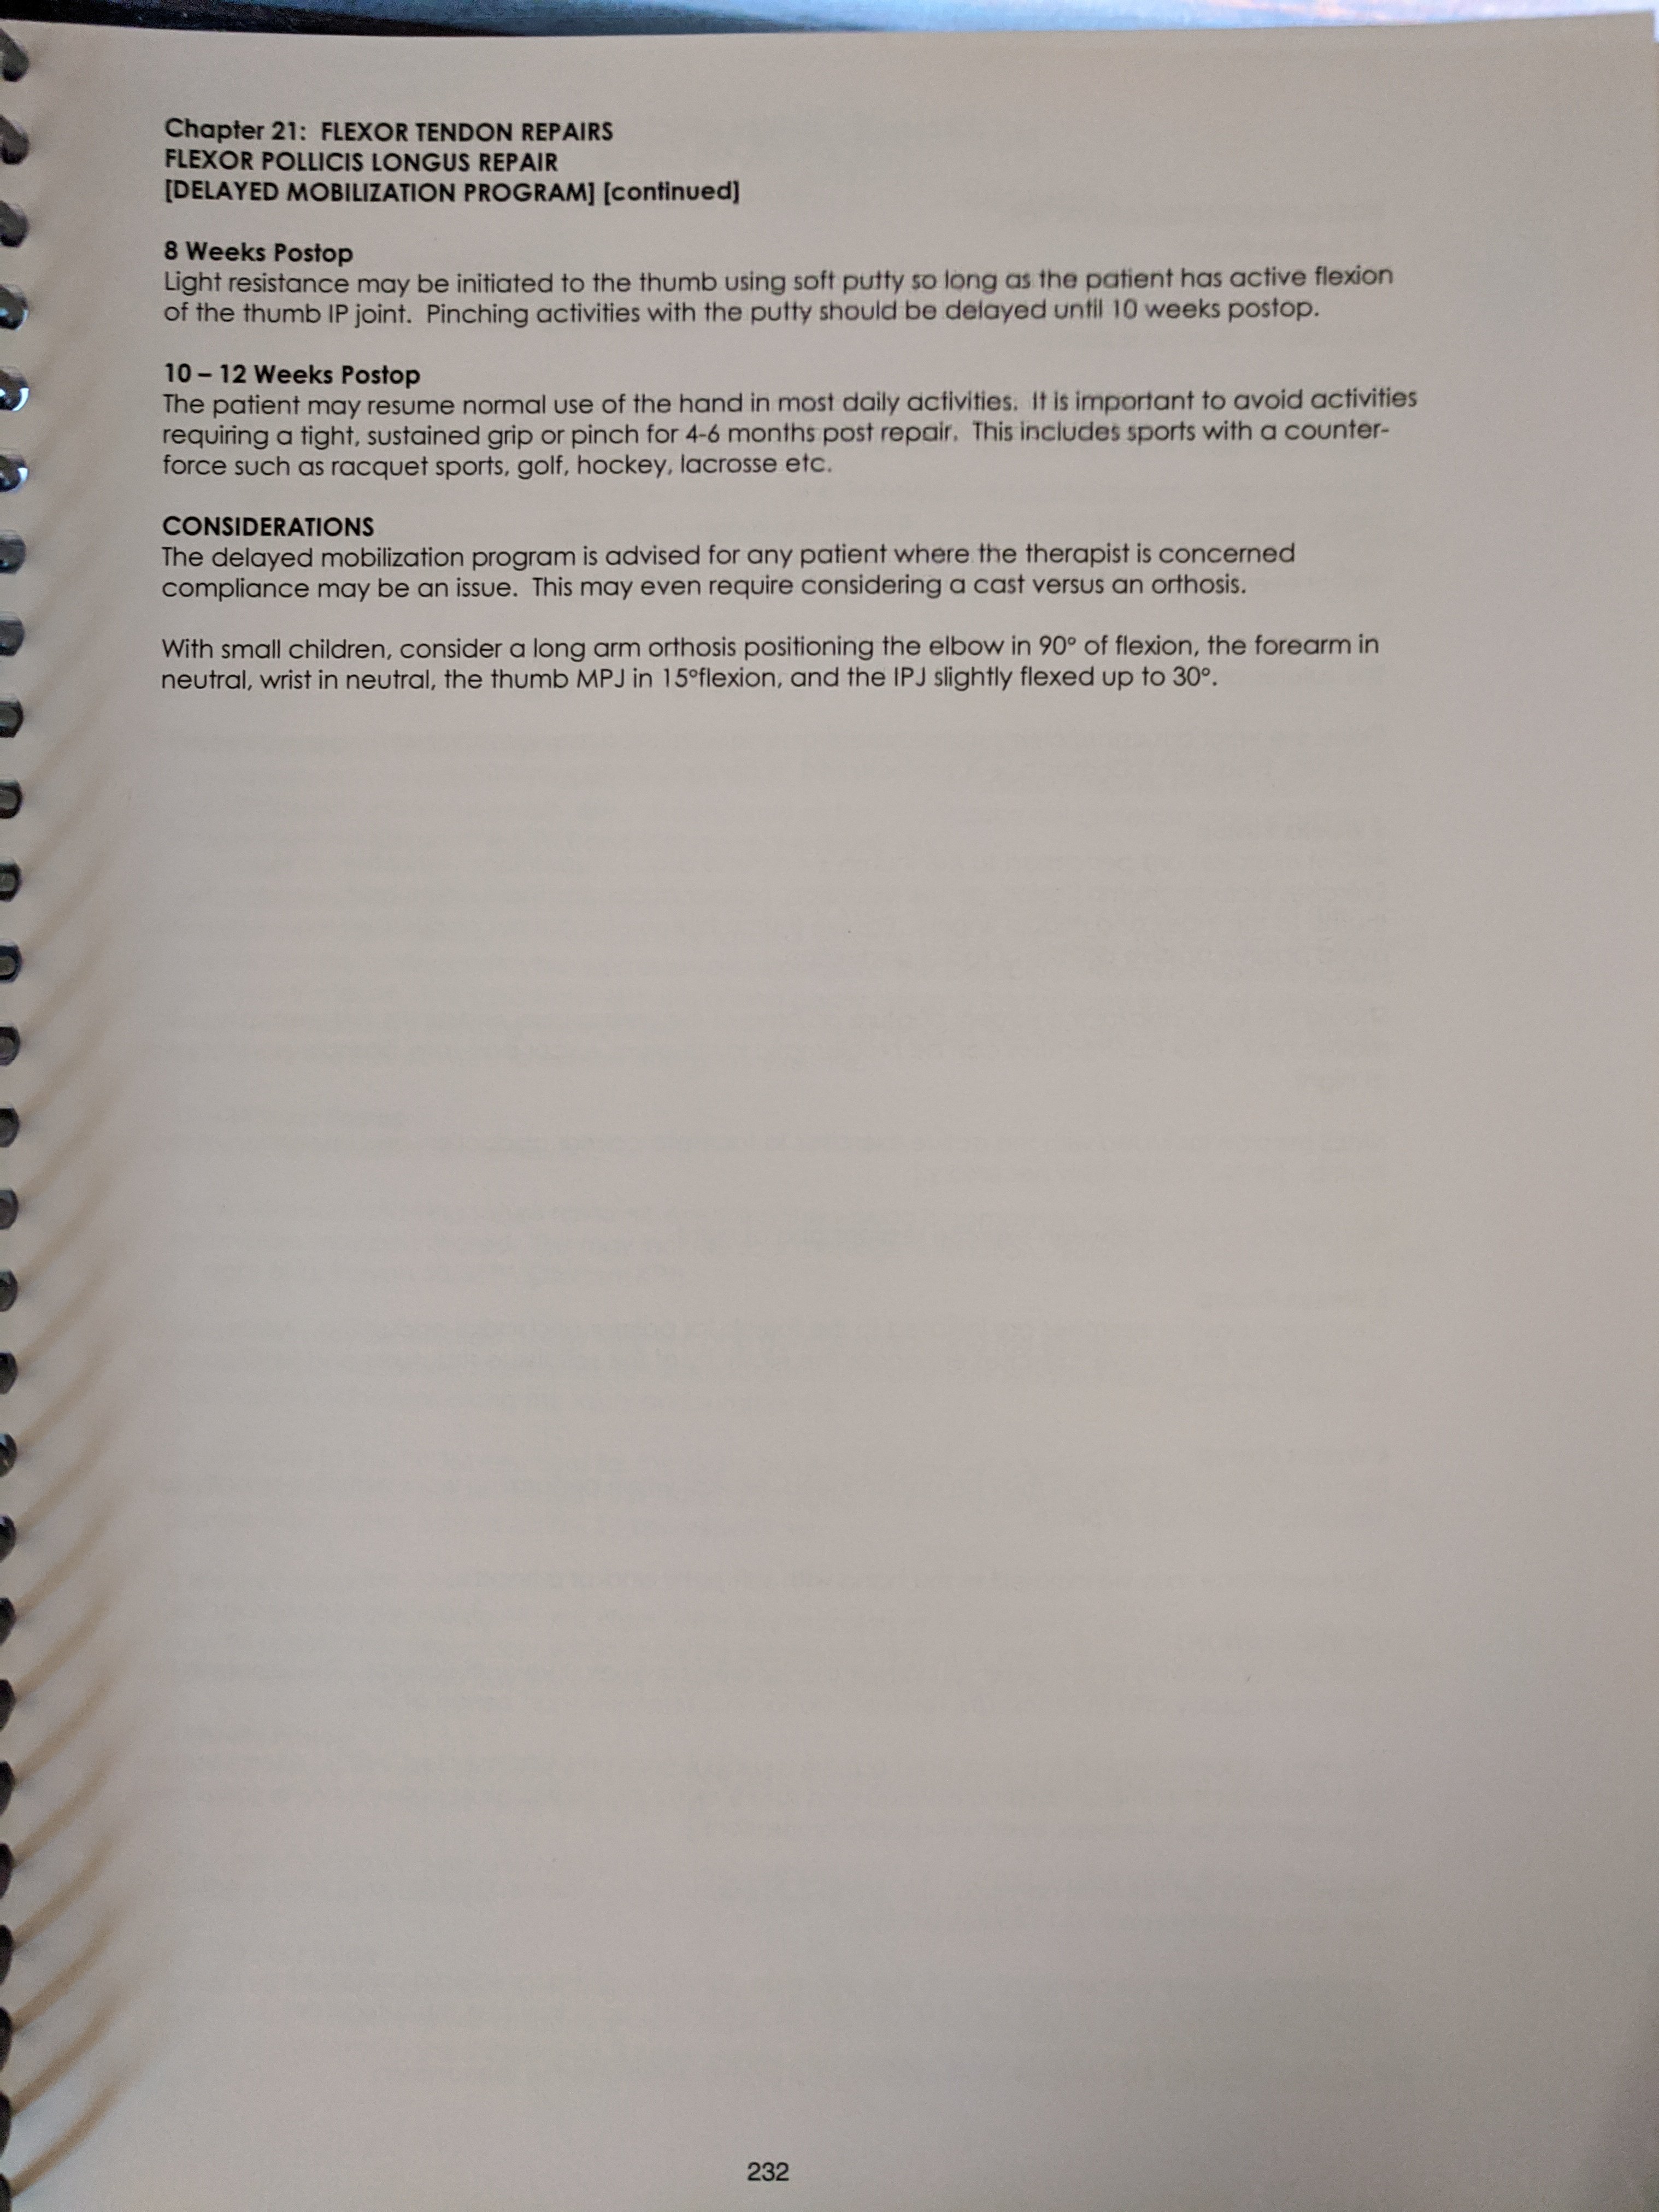 Chapter 21: FLEXOR TENDON REPAIRS
FLEXOR POLLICIS LONGUS REPAIR
[DELAYED MOBILIZATION PROGRAM] [continued]
8 Weeks Postop
Light resistance may be initiated to the thumb using soft putty so long as the patient has active flexion
of the thumb IP joint. Pinching activities with the putty should be delayed until 10 weeks postop.
10 – 12 Weeks Postop
The patient may resume normal use of the hand in most daily activities. It is important to avoid activities
requiring a tight, sustained grip or pinch for 4-6 months post repair. This includes sports with a counter-
force such as racquet sports, golf, hockey, lacrosse etc.
CONSIDERATIONS
The delayed mobilization program is advised for any patient where the therapist is concerned
compliance may be an issue. This may even require considering a cast versus an orthosis.
With small children, consider a long arm orthosis positioning the elbow in 90° of flexion, the forearm in
neutral, wrist in neutral, the thumb MPJ in 15°flexion, and the IPJ slightly flexed up to 30°.
232